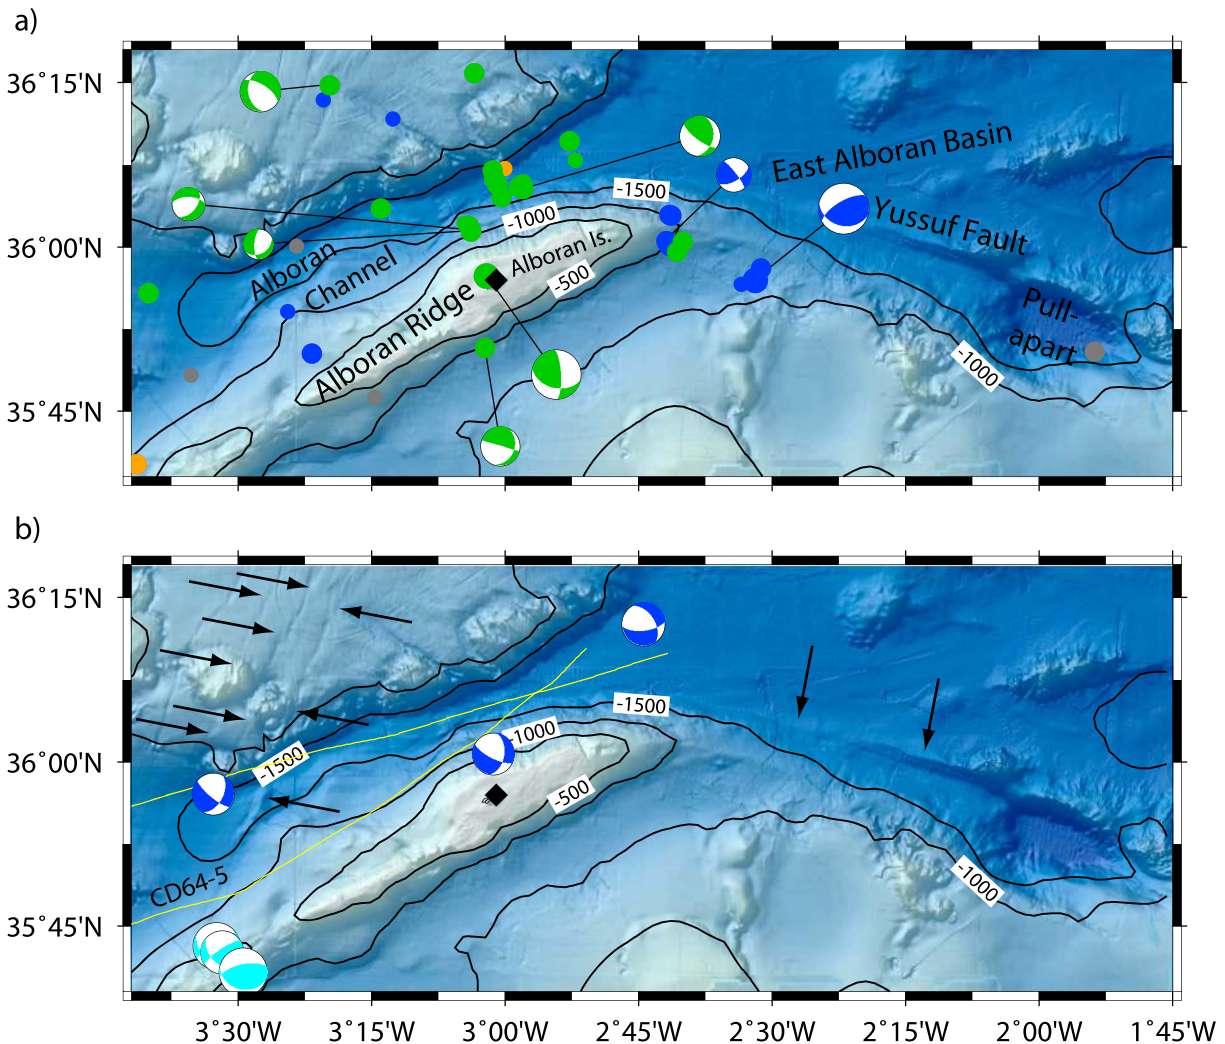 a)
36°15'N
36°00'N
35°45'N
East Alboran Basin
Yussuf Fault
-1500
-1000
Alboran Is.
-500
Alboran
Channel
Alboran Ridge
Pull-
apart
-1000
b)
36°15'N
36°00'N
35°45'N
-1500
-1000
-1500
-500
-1000
CD64-5
3°30'W
3°15'W
3°00'W
2°45'W
2°30'W
2°15'W
2°00'W
1°45'W